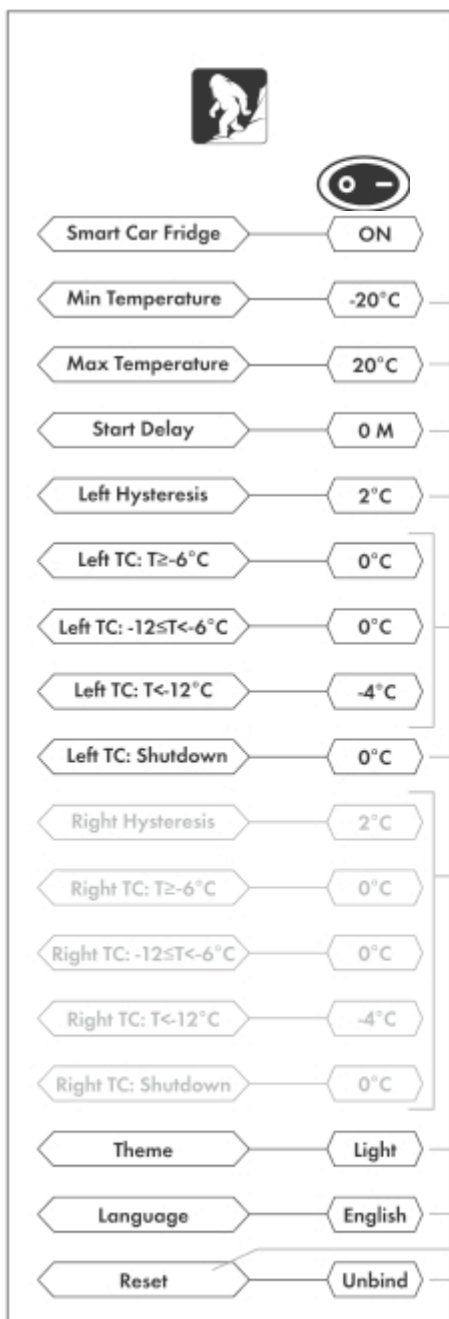 Smart Car Fridge ON
Min Temperature -20°C
Max Temperature 20°C
Start Delay 0 M
Left Hysteresis 2°C
Left TC: T≥-6°C 0°C
Left TC: -12≤T<-6°C 0°C
Left TC: T<-12°C -4°C
Left TC: Shutdown 0°C
Right Hysteresis 2°C
Right TC: T≥-6°C 0°C
Right TC: -12≤T<-6°C 0°C
Right TC: T<-12°C -4°C
Right TC: Shutdown 0°C
Theme Light
Language English
Reset Unbind